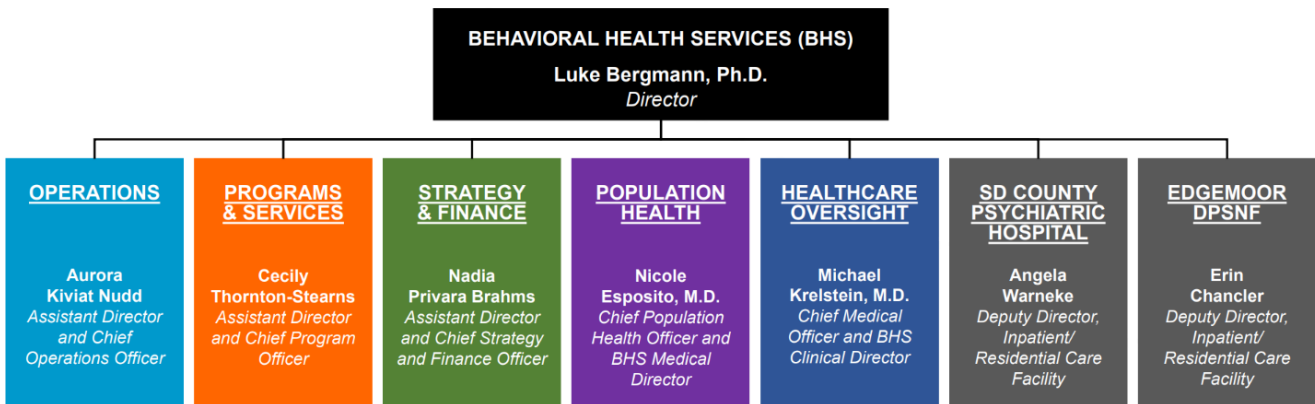 BEHAVIORAL HEALTH SERVICES (BHS)
Luke Bergmann, Ph.D.
Director
OPERATIONS
Aurora
Kiviat Nudd
Assistant Director
and Chief
Operations Officer
PROGRAMS
& SERVICES
Cecily
Thornton-Stearns
Assistant Director
and Chief Program
Officer
STRATEGY
& FINANCE
Nadia
Privara Brahms
Assistant Director
and Chief Strategy
and Finance Officer
POPULATION
HEALTH
Nicole
Esposito, M.D.
Chief Population
Health Officer and
BHS Medical
Director
HEALTHCARE
OVERSIGHT
Michael
Krelstein, M.D.
Chief Medical
Officer and BHS
Clinical Director
SD COUNTY
PSYCHIATRIC
HOSPITAL
Angela
Warneke
Deputy Director,
Inpatient/
Residential Care
Facility
EDGEMOOR
DPSNF
Erin
Chancler
Deputy Director,
Inpatient/
Residential Care
Facility